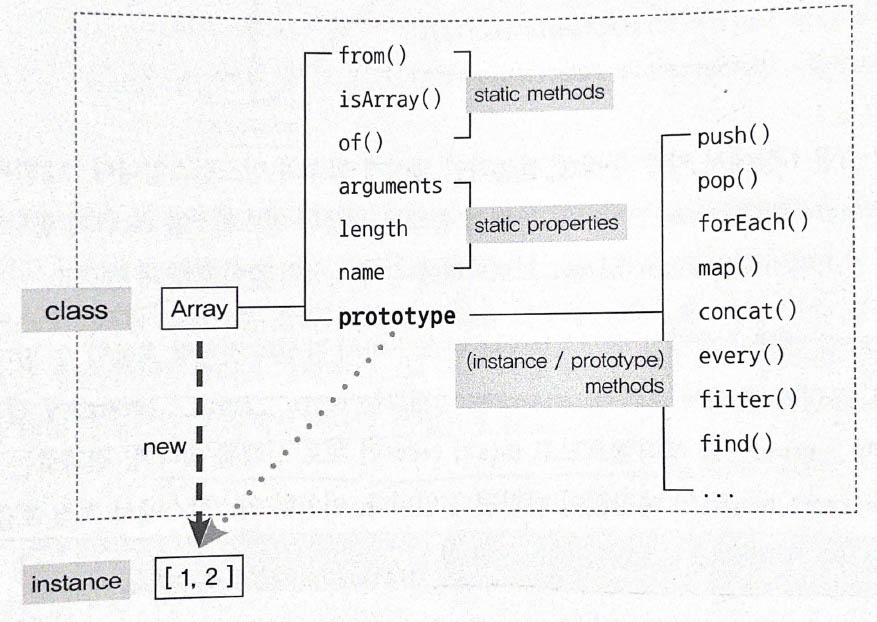 from()
isArray()
of()
static methods
arguments
length
name
static properties
prototype
class
Array
push()
pop()
forEach()
map()
concat()
every()
filter()
find()
...
(instance / prototype)
methods
new
instance
[ 1, 2 ]